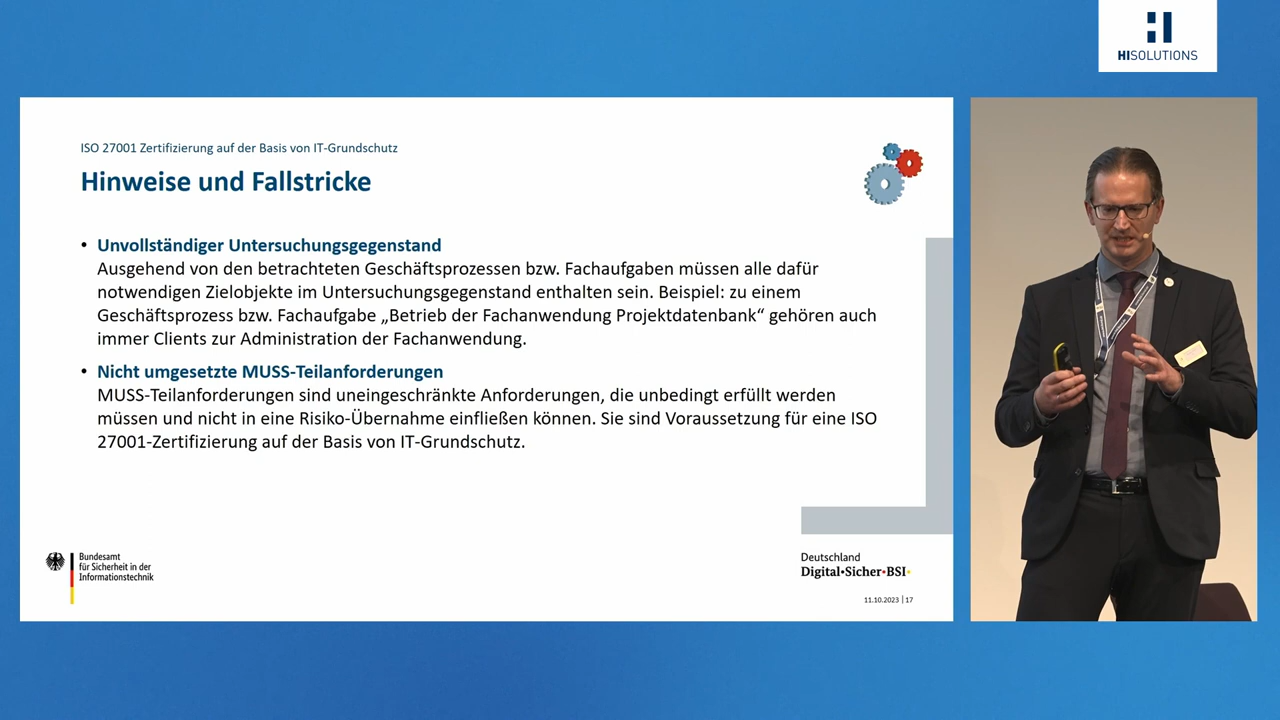 HISOLUTIONS
ISO 27001 Zertifizierung auf der Basis von IT-Grundschutz
Hinweise und Fallstricke
• Unvollständiger Untersuchungsgegenstand
Ausgehend von den betrachteten Geschäftsprozessen bzw. Fachaufgaben müssen alle dafür
notwendigen Zielobjekte im Untersuchungsgegenstand enthalten sein. Beispiel: zu einem
Geschäftsprozess bzw. Fachaufgabe „Betrieb der Fachanwendung Projektdatenbank“ gehören auch
immer Clients zur Administration der Fachanwendung.
• Nicht umgesetzte MUSS-Teilanforderungen
MUSS-Teilanforderungen sind uneingeschränkte Anforderungen, die unbedingt erfüllt werden
müssen und nicht in eine Risiko-Übernahme einfließen können. Sie sind Voraussetzung für eine ISO
27001-Zertifizierung auf der Basis von IT-Grundschutz.
Bundesamt
für Sicherheit in der
Informationstechnik
Deutschland
Digital•Sicher•BSI•
11.10.2023 | 17